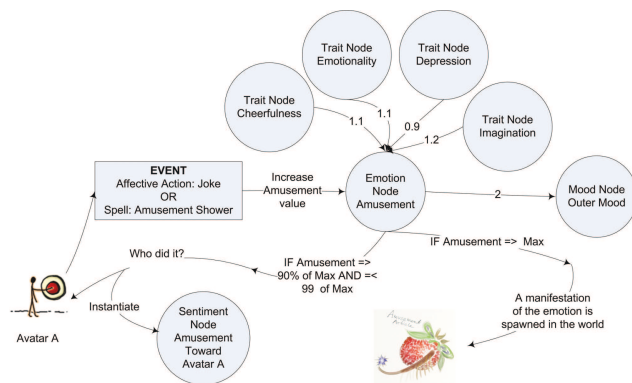 Trait Node
Emotionality
Trait Node
Depression
Trait Node
Cheerfulness
Trait Node
Imagination
1.1
1.1
0.9
1.2
EVENT
Affective Action: Joke
OR
Spell: Amusement Shower
Increase
Amusement
value
Emotion
Node
Amusement
2
Mood Node
Outer Mood
Who did it?
IF Amusement =>
90% of Max AND =<
99 of Max
IF Amusement => Max
Instantiate
Avatar A
Sentiment
Node
Amusement
Toward
Avatar A
A manifestation
of the emotion is
spawned in the world